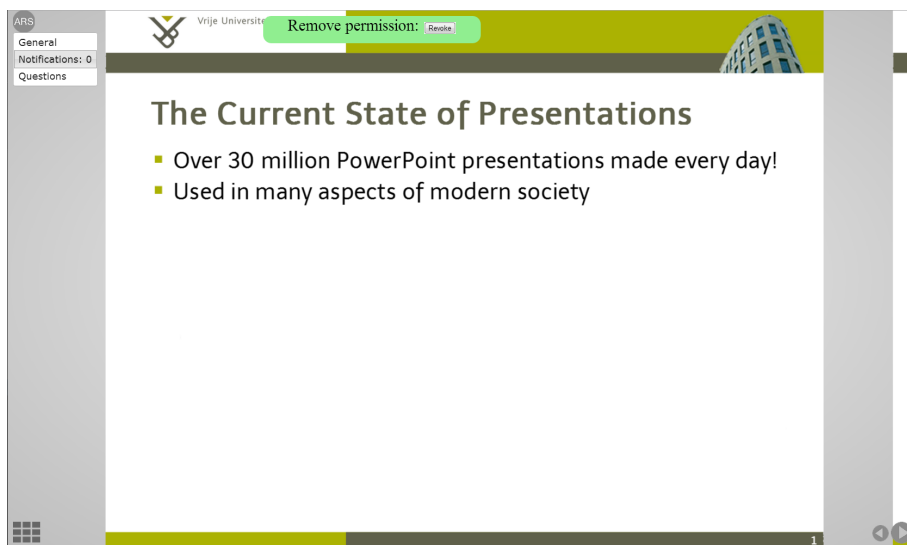 ARS
General
Notifications: 0
Questions
Vrije Universite
Remove permission: Revoke
The Current State of Presentations
▪ Over 30 million PowerPoint presentations made every day!
▪ Used in many aspects of modern society
1